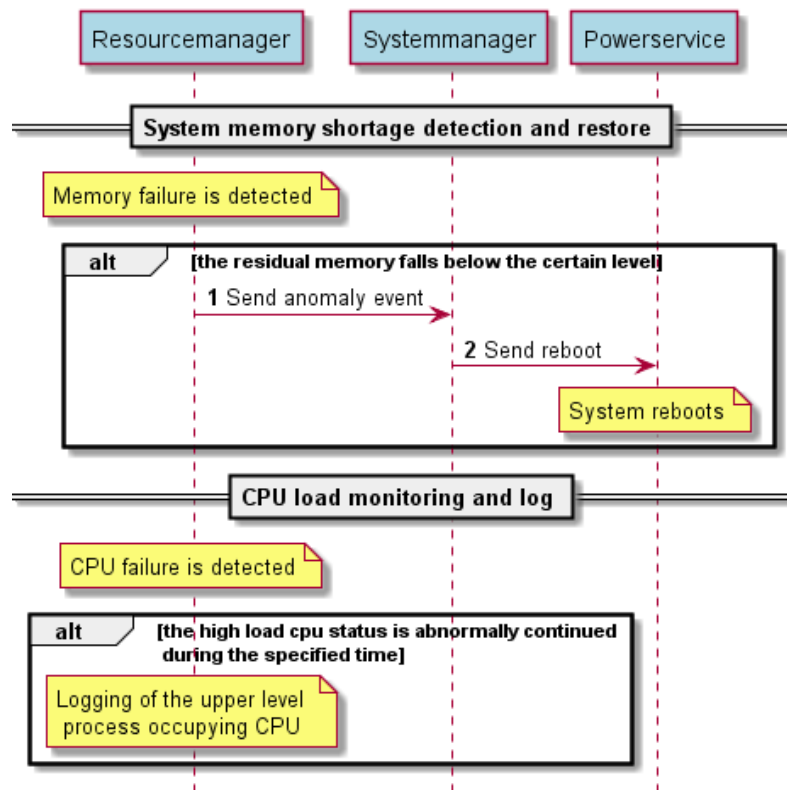 Resourcemanager
Systemmanager
Powerservice
System memory shortage detection and restore
Memory failure is detected
alt
[the residual memory falls below the certain level]
1 Send anomaly event
2 Send reboot
System reboots
CPU load monitoring and log
CPU failure is detected
alt
[the high load cpu status is abnormally continued
during the specified time]
Logging of the upper level
process occupying CPU